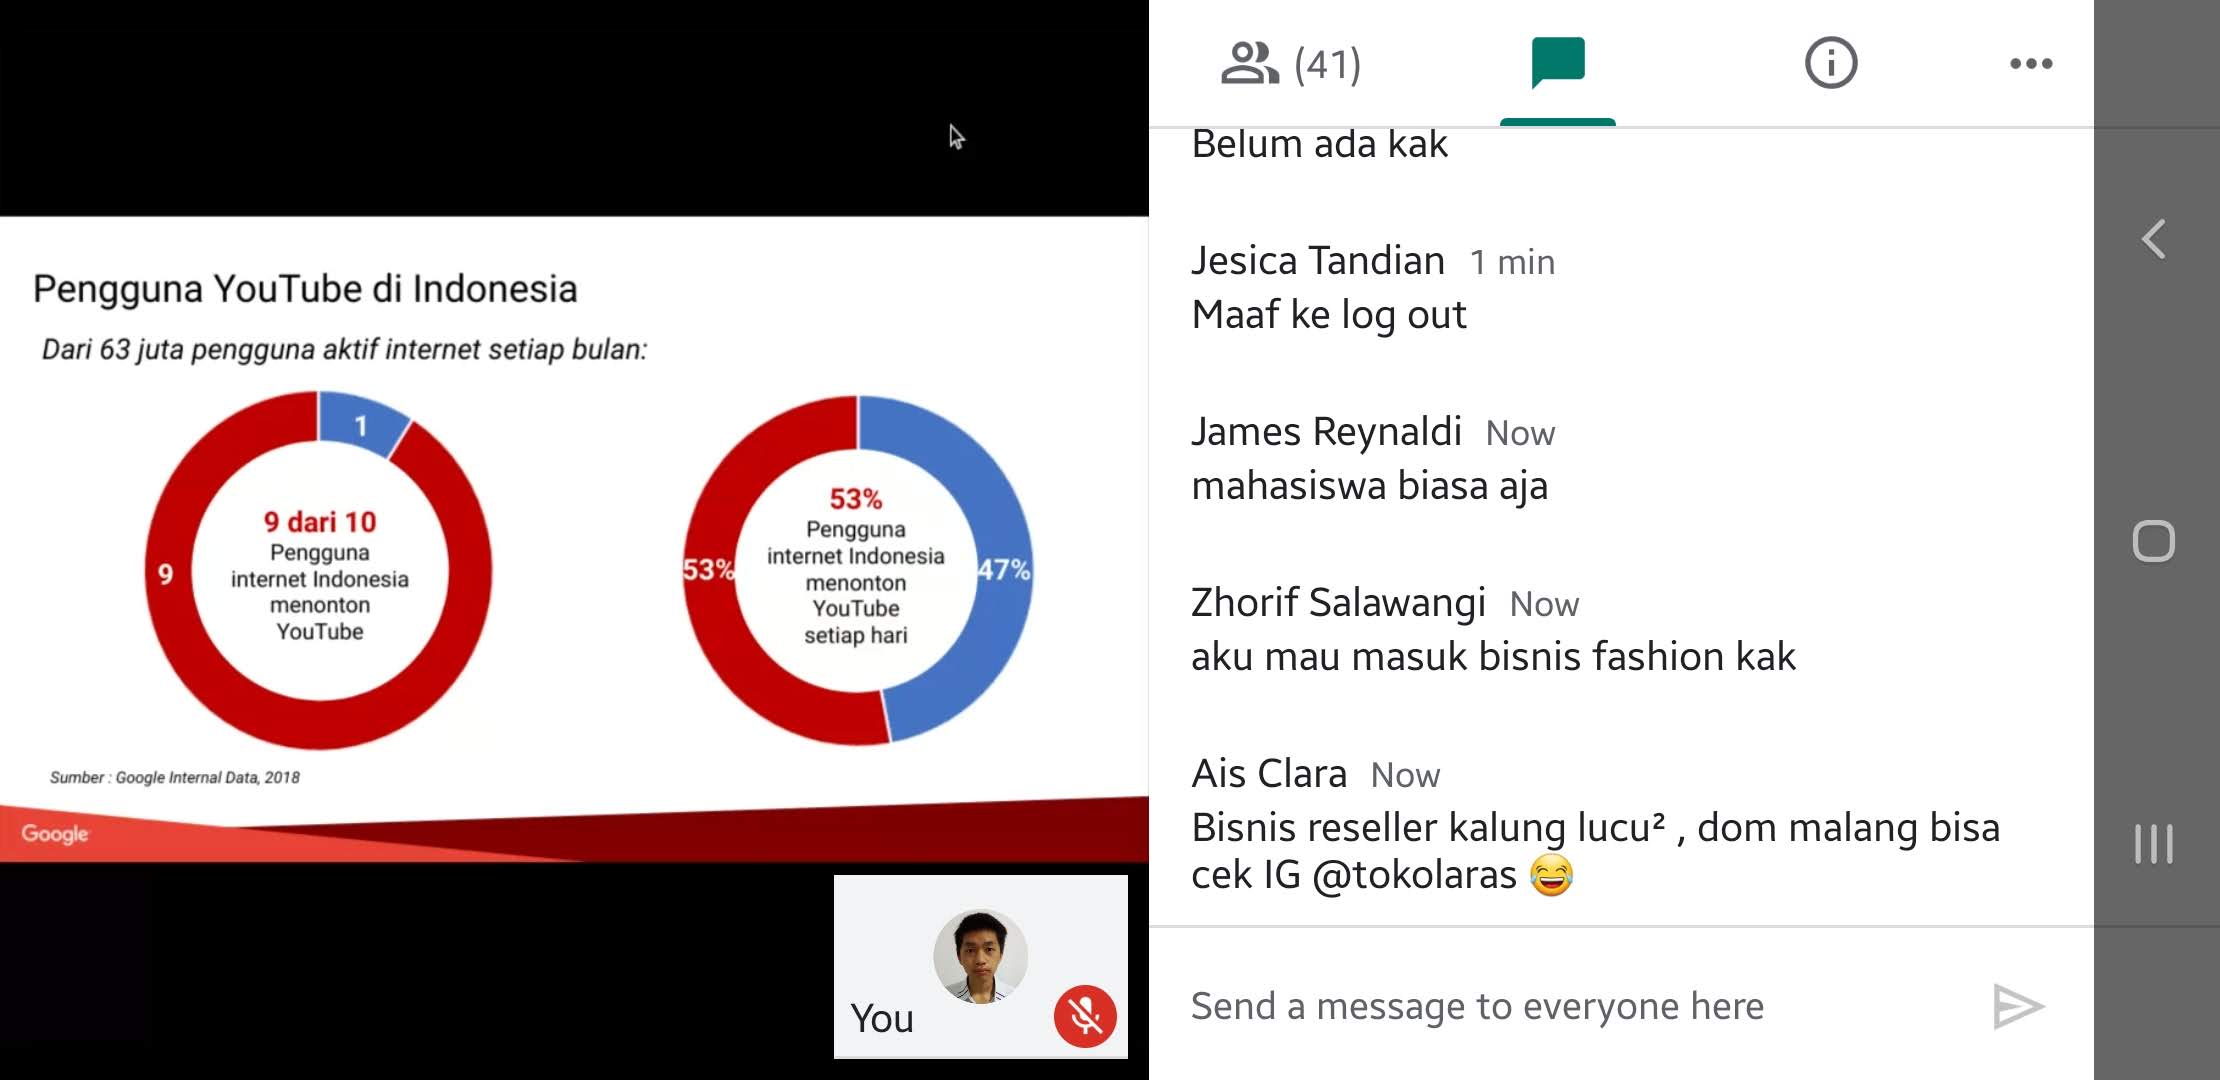 Pengguna YouTube di Indonesia
Dari 63 juta pengguna aktif internet setiap bulan:
1
9
9 dari 10
Pengguna
internet Indonesia
menonton
YouTube
53%
47%
53%
Pengguna
internet Indonesia
menonton
YouTube
setiap hari
Sumber : Google Internal Data, 2018
Google
You
(41)
Belum ada kak
Jesica Tandian 1 min
Maaf ke log out
James Reynaldi Now
mahasiswa biasa aja
Zhorif Salawangi Now
aku mau masuk bisnis fashion kak
Ais Clara Now
Bisnis reseller kalung lucu² , dom malang bisa
cek IG @tokolaras 😂
Send a message to everyone here